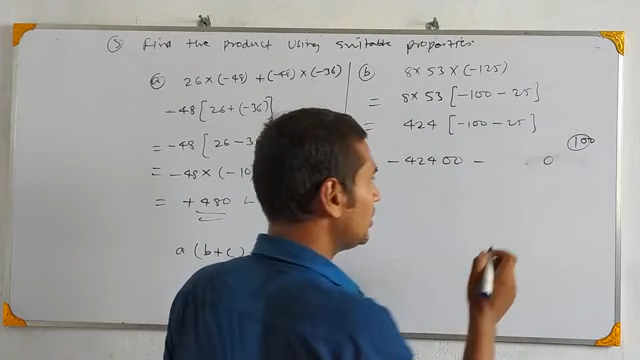 ③ Find the product using suitable properties
ⓐ 26 × (-48) + (-48) × (-36)
-48 [ 26 + (-36) ]
= -48 [ 26 - 3
= -48 × (-10
= + 480
a (b+c)
ⓑ 8 × 53 × (-125)
= 8 × 53 [ -100 - 25 ]
= 424 [ -100 - 25 ]
100
- 42400 - 0